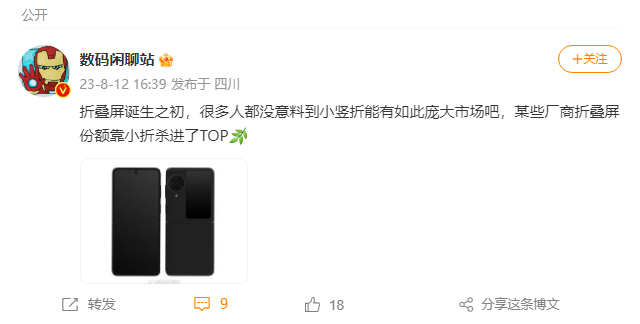 公开
数码闲聊站
+关注
23-8-12 16:39 发布于 四川
折叠屏诞生之初，很多人都没意料到小竖折能有如此庞大市场吧，某些厂商折叠屏
份额靠小折杀进了TOP
转发
9
18
分享这条博文